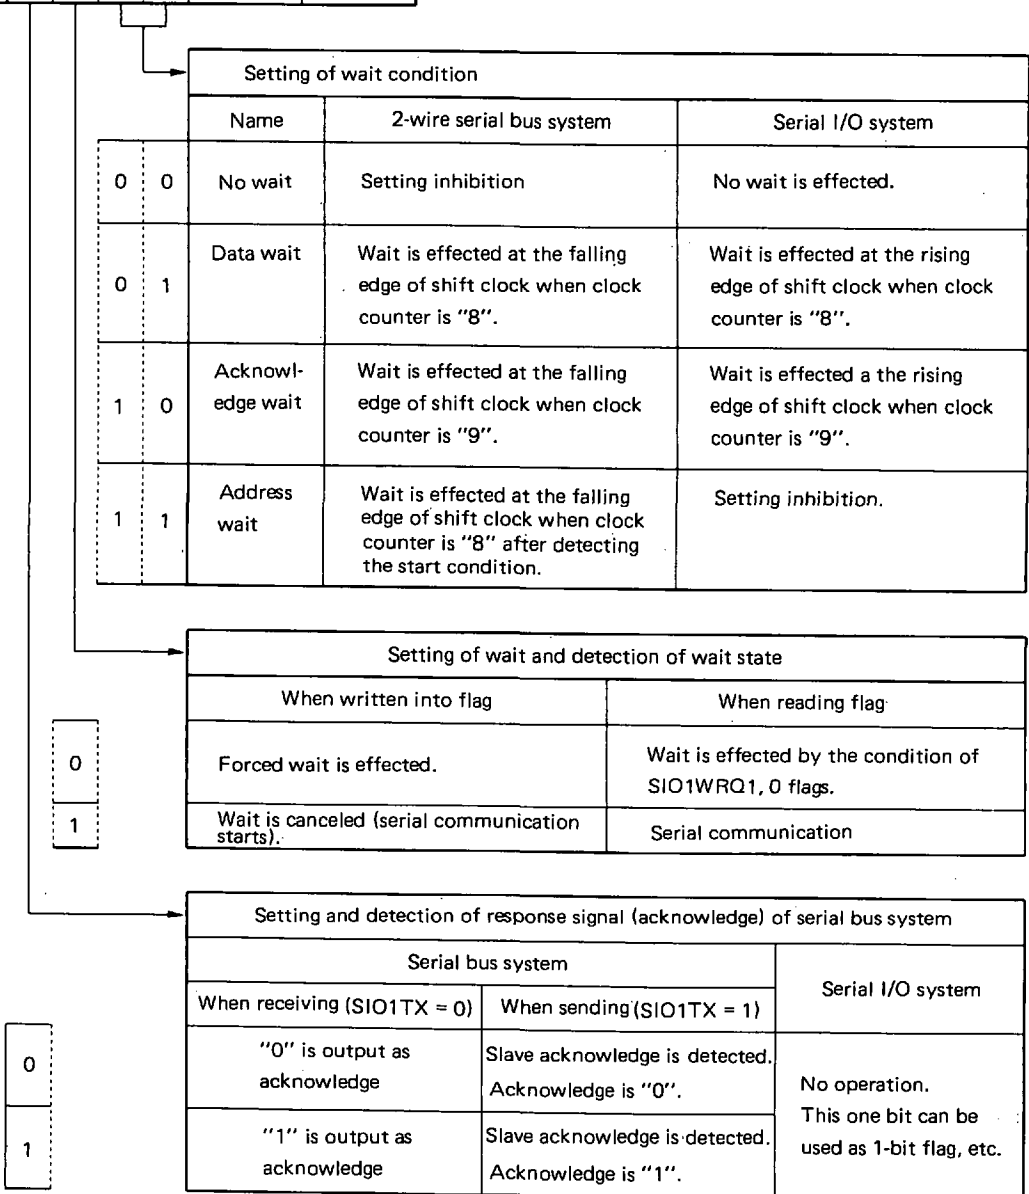 Setting of wait condition
Name 2-wire serial bus system Serial I/O system
0 0 No wait Setting inhibition No wait is effected.
0 1 Data wait
Wait is effected at the falling
edge of shift clock when clock
counter is "8".
Wait is effected at the rising
edge of shift clock when clock
counter is "8".
1 0 Acknowl-
edge wait
Wait is effected at the falling
edge of shift clock when clock
counter is "9".
Wait is effected a the rising
edge of shift clock when clock
counter is "9".
1 1 Address
wait
Wait is effected at the falling
edge of shift clock when clock
counter is "8" after detecting
the start condition.
Setting inhibition.
Setting of wait and detection of wait state
When written into flag When reading flag
0 Forced wait is effected.
Wait is effected by the condition of
SIO1WRQ1, 0 flags.
1 Wait is canceled (serial communication
starts).
Serial communication
Setting and detection of response signal (acknowledge) of serial bus system
Serial bus system
Serial I/O system
When receiving (SIO1TX = 0) When sending (SIO1TX = 1)
0 "0" is output as
acknowledge
Slave acknowledge is detected.
Acknowledge is "0".
No operation.
This one bit can be
used as 1-bit flag, etc.
1 "1" is output as
acknowledge
Slave acknowledge is detected.
Acknowledge is "1".